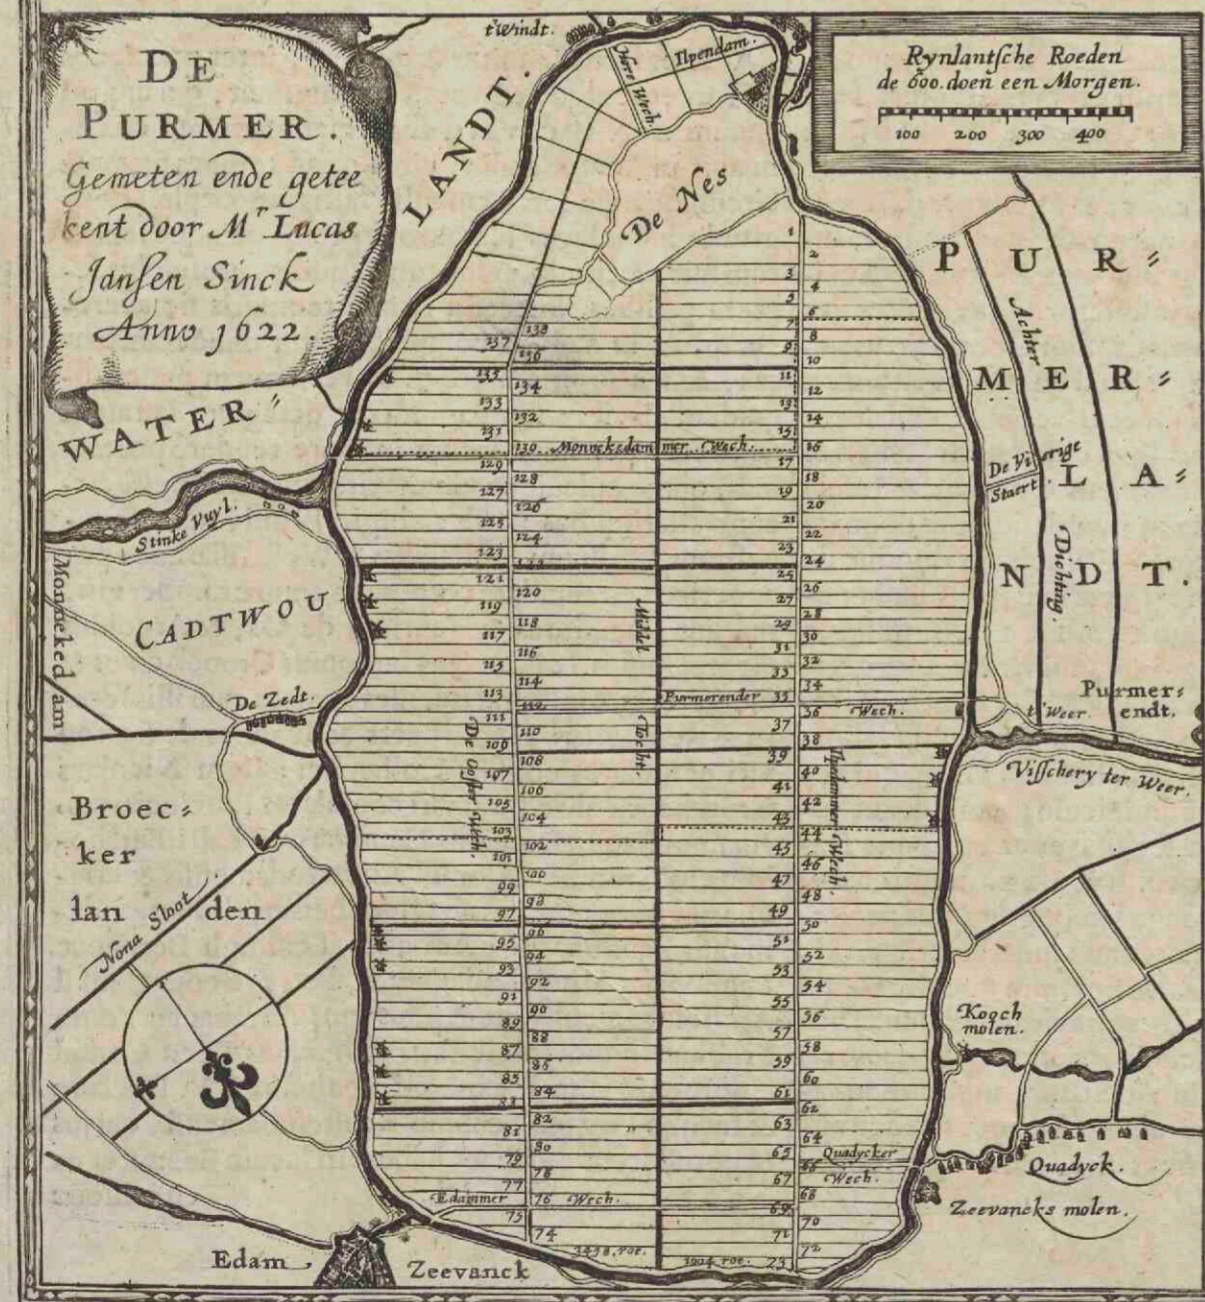 DE
PURMER.
Gemeten ende getee
kent door Mr Lucas
Jansen Sinck
Anno 1622.
t'Windt.
Rynlantsche Roeden
de 600. doen een Morgen.
100 200 300 400
WATER=
LANDT.
Here Wech
Ilpendam.
De Nes
PUR=
MER=
LA=
NDT.
Achter
Dichting.
De Vierige
Staert
Stinke Vuyl.
Monnekedam
CADTWOU
De Zedt.
Monnekedammer Wech.
Middel
Tocht.
Purmerender Wech.
De Ooster Wech.
Ilpedammer Wech.
Purmer=
endt.
t'Weer.
Visschery ter Weer.
Broec=
ker
lan den
Nona Sloot
Kooch
molen.
Quadycker
Wech.
Quadyck.
Zeevancks molen.
Edammer Wech.
Edam
Zeevanck
3498. roe.
1 2 3 4 5 6 7 8 9 10 11 12 13 14 15 16 17 18 19 20 21 22 23 24 25 26 27 28 29 30 31 32 33 34 35 36 37 38 39 40 41 42 43 44 45 46 47 48 49 50 51 52 53 54 55 56 57 58 59 60 61 62 63 64 65 66 67 68 69 70 71 72 73
74 75 76 77 78 79 80 81 82 83 84 85 86 87 88 89 90 91 92 93 94 95 96 97 98 99 100 101 102 103 104 105 106 107 108 109 110 111 112 113 114 115 116 117 118 119 120 121 122 123 124 125 126 127 128 129 130 131 132 133 134 135 136 137 138